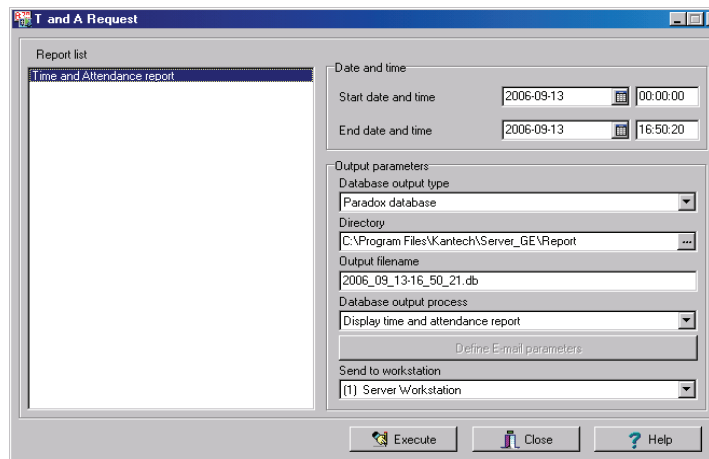 T and A Request
Report list
Time and Attendance report
Date and time
Start date and time 2006-09-13 00:00:00
End date and time 2006-09-13 16:50:20
Output parameters
Database output type
Paradox database
Directory
C:\Program Files\Kantech\Server_GE\Report ...
Output filename
2006_09_13-16_50_21.db
Database output process
Display time and attendance report
Define E-mail parameters
Send to workstation
(1) Server Workstation
Execute Close ? Help